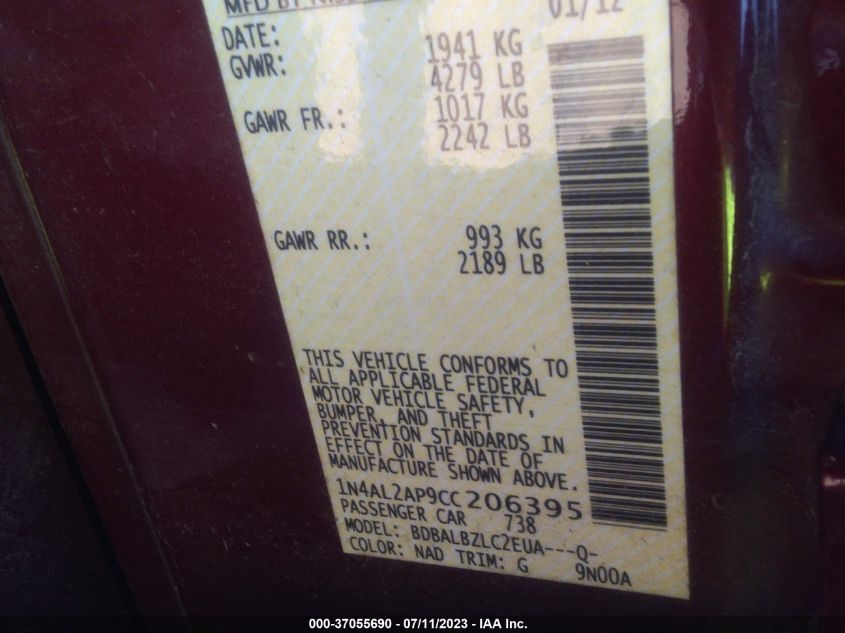 MFD BY
DATE: 01/12
GVWR: 1941 KG
4279 LB
GAWR FR.: 1017 KG
2242 LB
GAWR RR.: 993 KG
2189 LB
THIS VEHICLE CONFORMS TO
ALL APPLICABLE FEDERAL
MOTOR VEHICLE SAFETY,
BUMPER, AND THEFT
PREVENTION STANDARDS IN
EFFECT ON THE DATE OF
MANUFACTURE SHOWN ABOVE.
1N4AL2AP9CC206395
PASSENGER CAR 738
MODEL: BDBALBZLC2EUA---Q-
COLOR: NAD TRIM: G 9N00A
000-37055690 - 07/11/2023 - IAA Inc.